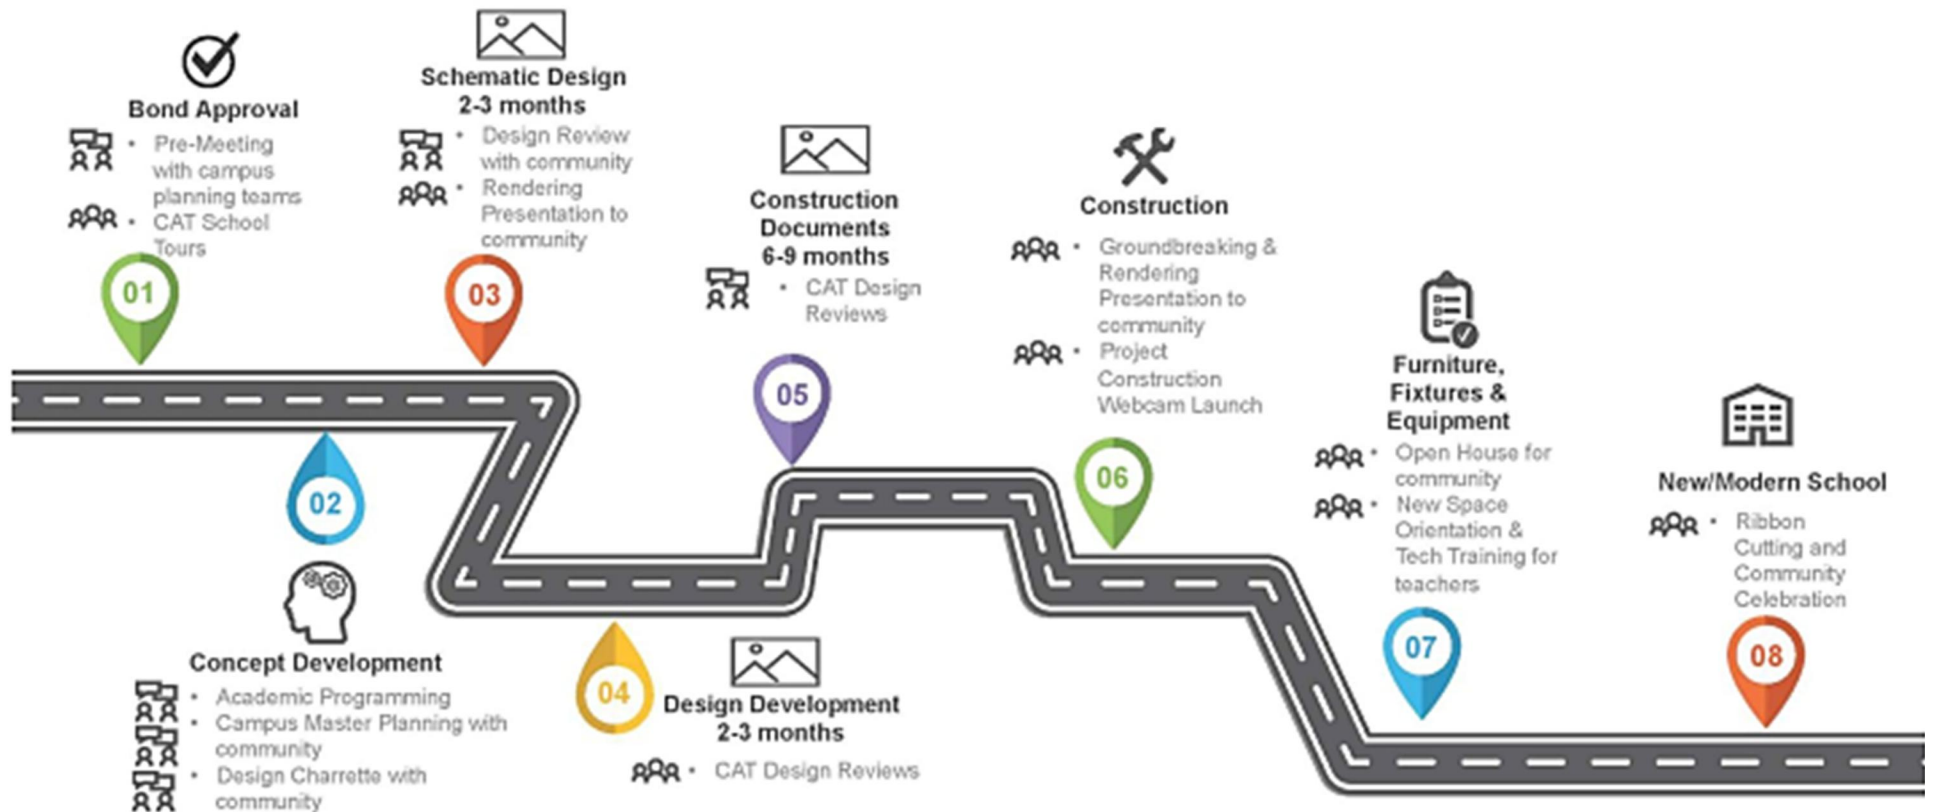 Bond Approval
• Pre-Meeting
with campus
planning teams
• CAT School
Tours
01
02
Concept Development
• Academic Programming
• Campus Master Planning with
community
• Design Charrette with
community
Schematic Design
2-3 months
• Design Review
with community
• Rendering
Presentation to
community
03
04
Design Development
2-3 months
• CAT Design Reviews
Construction
Documents
6-9 months
• CAT Design
Reviews
05
Construction
• Groundbreaking &
Rendering
Presentation to
community
• Project
Construction
Webcam Launch
06
Furniture,
Fixtures &
Equipment
• Open House for
community
• New Space
Orientation &
Tech Training for
teachers
07
New/Modern School
• Ribbon
Cutting and
Community
Celebration
08